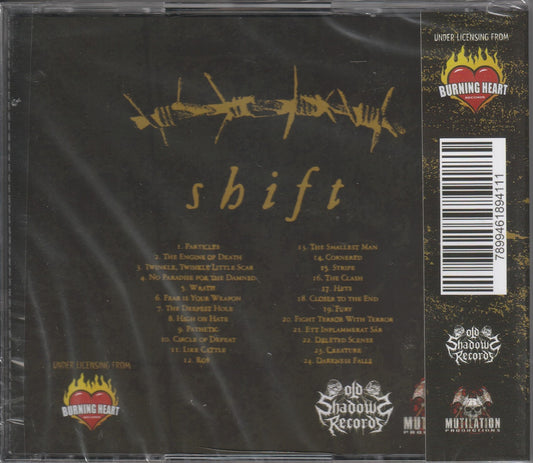 UNDER LICENSING FROM
BURNING HEART
RECORDS
shift
1. Particles
2. The Engine of Death
3. Twinkle, Twinkle Little Scar
4. No Paradise for the Damned
5. Wrath
6. Fear is Your Weapon
7. The Deepest Hole
8. High on Hate
9. Pathetic
10. Circle of Defeat
11. Like Cattle
12. Rov
13. The Smallest Man
14. Cornered
15. Strife
16. The Clash
17. Hets
18. Closer to the End
19. Fury
20. Fight Terror With Terror
21. Ett Inflammerat Sår
22. Deleted Scenes
23. Creature
24. Darkness Falls
7899461894111
UNDER LICENSING FROM
BURNING HEART
RECORDS
Old
Shadows
Records
MU
PRO
Old
Shadows
Records
MUTILATION
PRODUCTIONS